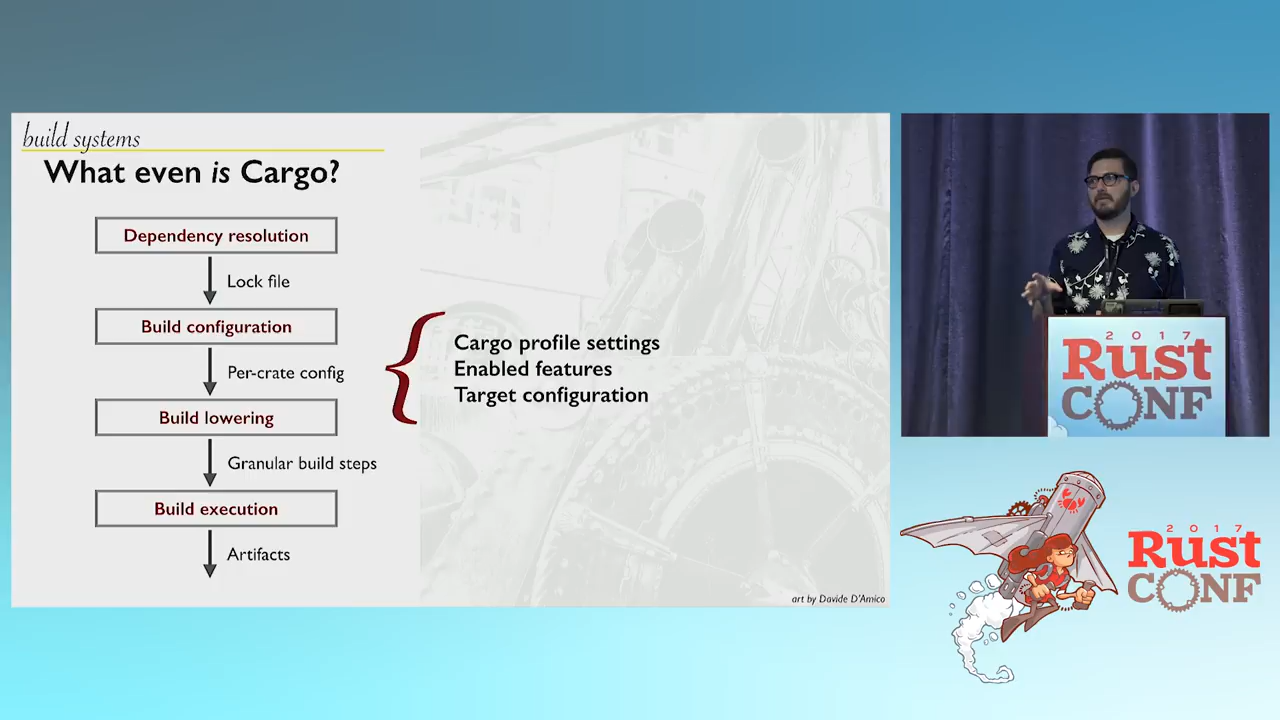 build systems
What even is Cargo?
Dependency resolution
Lock file
Build configuration
Per-crate config
Build lowering
Granular build steps
Build execution
Artifacts
Cargo profile settings
Enabled features
Target configuration
art by Davide D'Amico
2017
Rust
CONF
2017
Rust
CONF